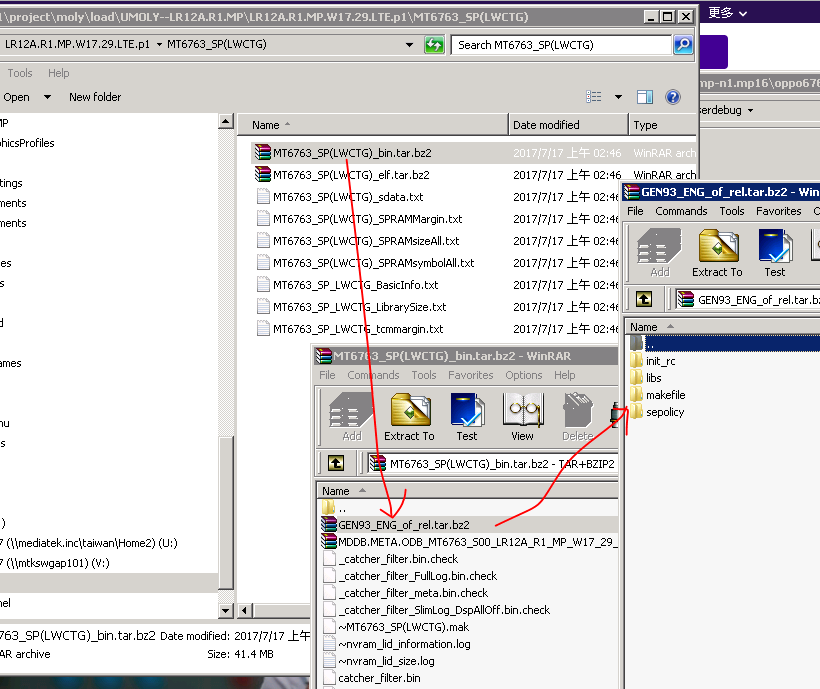 1\project\moly\load\UMOLY--LR12A.R1.MP\LR12A.R1.MP.W17.29.LTE.p1\MT6763_SP(LWCTG)
更多
LR12A.R1.MP.W17.29.LTE.p1 MT6763_SP(LWCTG)
Search MT6763_SP(LWCTG)
Tools Help
mp-n1.mp16\oppo676
Open New folder
serdebug
Name Date modified Type
MP
hicsProfiles
tings
ments
ments
es
s
d
ames
nu
s
)
7 (\\mediatek.inc\taiwan\Home2) (U:)
7 (\\mtkswgap101) (V:)
nel
MT6763_SP(LWCTG)_bin.tar.bz2 2017/7/17 上午 02:46 WinRAR arch
MT6763_SP(LWCTG)_elf.tar.bz2 2017/7/17 上午 02:46 WinRAR arch
MT6763_SP(LWCTG)_sdata.txt 2017/7/17 上午 02:46
MT6763_SP(LWCTG)_SPRAMMargin.txt 2017/7/17 上午 02:46
MT6763_SP(LWCTG)_SPRAMsizeAll.txt 2017/7/17 上午 02:46
MT6763_SP(LWCTG)_SPRAMsymbolAll.txt 2017/7/17 上午 02:46
MT6763_SP_LWCTG_BasicInfo.txt 2017/7/17 上午 02:46
MT6763_SP_LWCTG_LibrarySize.txt 2017/7/17 上午 02:46
MT6763_SP_LWCTG_tcmmargin.txt 2017/7/17 上午 02:46
6763_SP(LWCTG)_bin.tar.bz2 Date modified: 2017/7/17 上午
AR archive Size: 41.4 MB
MT6763_SP(LWCTG)_bin.tar.bz2 - WinRAR
File Commands Tools Favorites Options Help
Add Extract To Test View Delete
MT6763_SP(LWCTG)_bin.tar.bz2 - TAR+BZIP2
Name
..
GEN93_ENG_of_rel.tar.bz2
MDDB.META.ODB_MT6763_S00_LR12A_R1_MP_W17_29_
_catcher_filter.bin.check
_catcher_filter_FullLog.bin.check
_catcher_filter_meta.bin.check
_catcher_filter_SlimLog_DspAllOff.bin.check
~MT6763_SP(LWCTG).mak
~nvram_lid_information.log
~nvram_lid_size.log
catcher_filter.bin
GEN93_ENG_of_rel.tar.bz2 - Win
File Commands Tools Favorites O
Add Extract To Test
GEN93_ENG_of_rel.tar.bz
Name
..
init_rc
libs
makefile
sepolicy